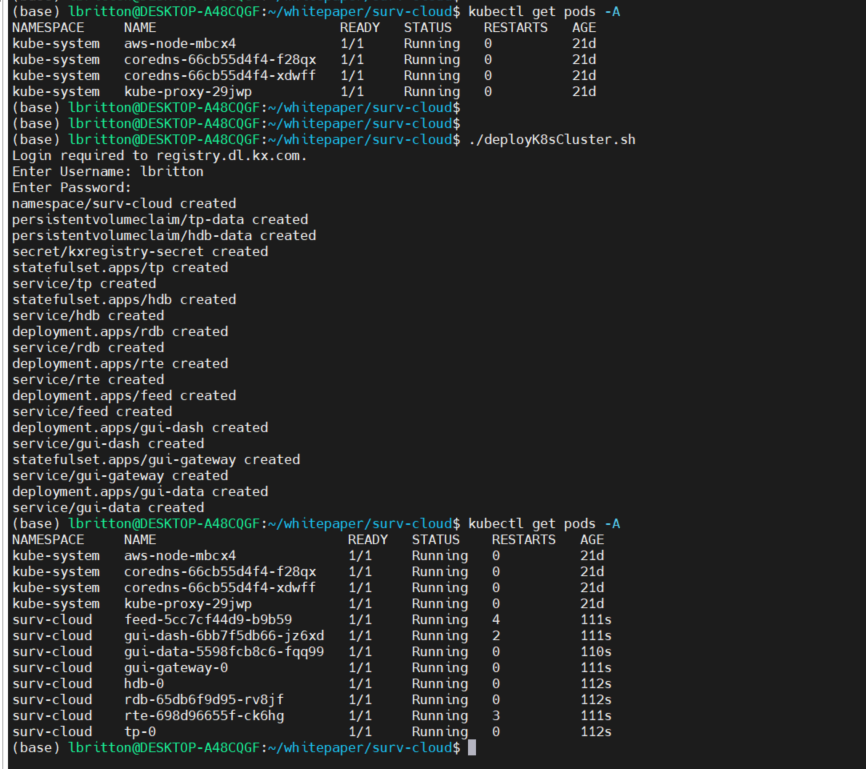 (base) lbritton@DESKTOP-A48CQGF:~/whitepaper/surv-cloud$ kubectl get pods -A
NAMESPACE NAME READY STATUS RESTARTS AGE
kube-system aws-node-mbcx4 1/1 Running 0 21d
kube-system coredns-66cb55d4f4-f28qx 1/1 Running 0 21d
kube-system coredns-66cb55d4f4-xdwff 1/1 Running 0 21d
kube-system kube-proxy-29jwp 1/1 Running 0 21d
(base) lbritton@DESKTOP-A48CQGF:~/whitepaper/surv-cloud$
(base) lbritton@DESKTOP-A48CQGF:~/whitepaper/surv-cloud$
(base) lbritton@DESKTOP-A48CQGF:~/whitepaper/surv-cloud$ ./deployK8sCluster.sh
Login required to registry.dl.kx.com.
Enter Username: lbritton
Enter Password:
namespace/surv-cloud created
persistentvolumeclaim/tp-data created
persistentvolumeclaim/hdb-data created
secret/kxregistry-secret created
statefulset.apps/tp created
service/tp created
statefulset.apps/hdb created
service/hdb created
deployment.apps/rdb created
service/rdb created
deployment.apps/rte created
service/rte created
deployment.apps/feed created
service/feed created
deployment.apps/gui-dash created
service/gui-dash created
statefulset.apps/gui-gateway created
service/gui-gateway created
deployment.apps/gui-data created
service/gui-data created
(base) lbritton@DESKTOP-A48CQGF:~/whitepaper/surv-cloud$ kubectl get pods -A
NAMESPACE NAME READY STATUS RESTARTS AGE
kube-system aws-node-mbcx4 1/1 Running 0 21d
kube-system coredns-66cb55d4f4-f28qx 1/1 Running 0 21d
kube-system coredns-66cb55d4f4-xdwff 1/1 Running 0 21d
kube-system kube-proxy-29jwp 1/1 Running 0 21d
surv-cloud feed-5cc7cf44d9-b9b59 1/1 Running 4 111s
surv-cloud gui-dash-6bb7f5db66-jz6xd 1/1 Running 2 111s
surv-cloud gui-data-5598fcb8c6-fqq99 1/1 Running 0 110s
surv-cloud gui-gateway-0 1/1 Running 0 111s
surv-cloud hdb-0 1/1 Running 0 112s
surv-cloud rdb-65db6f9d95-rv8jf 1/1 Running 0 112s
surv-cloud rte-698d96655f-ck6hg 1/1 Running 3 111s
surv-cloud tp-0 1/1 Running 0 112s
(base) lbritton@DESKTOP-A48CQGF:~/whitepaper/surv-cloud$